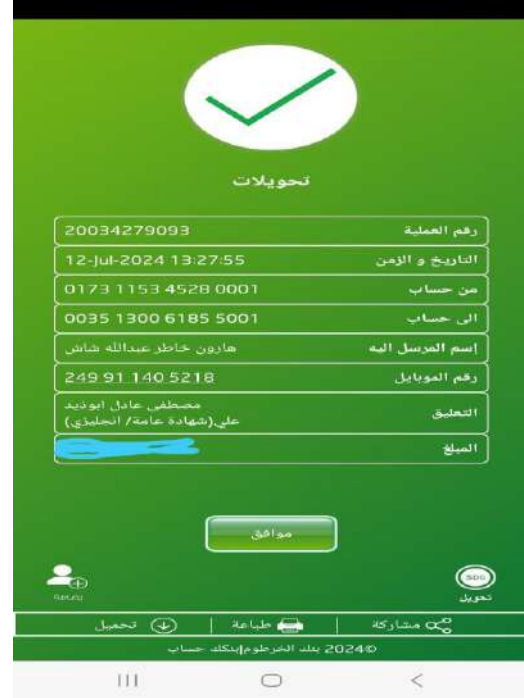 تحويلات
رقم العملية 20034279093
التاريخ و الزمن 12-Jul-2024 13:27:55
من حساب 0173 1153 4528 0001
الى حساب 0035 1300 6185 5001
إسم المرسل اليه هارون خاطر عبدالله شاش
رقم الموبايل 249 91 140 5218
التعليق مصطفى عادل ابوذيد
علي(شهادة عامة/ انجليزي)
المبلغ
موافق
SDG
تحويل
مشاركة | طباعة | تحميل
©2024 بنك الخرطوم|بنكك حساب